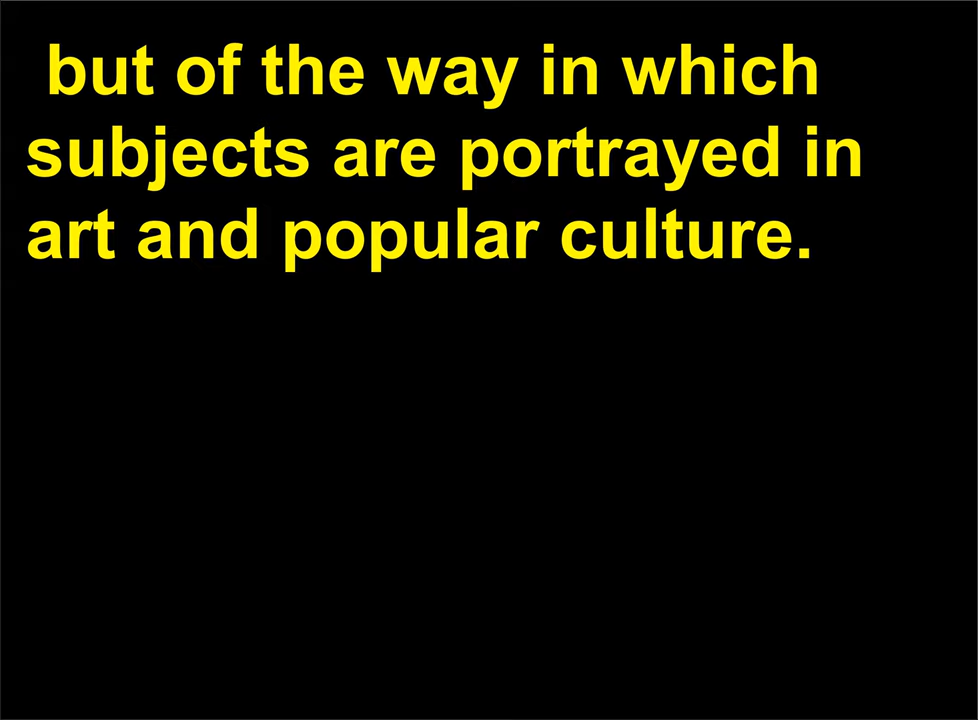 but of the way in which
subjects are portrayed in
art and popular culture.